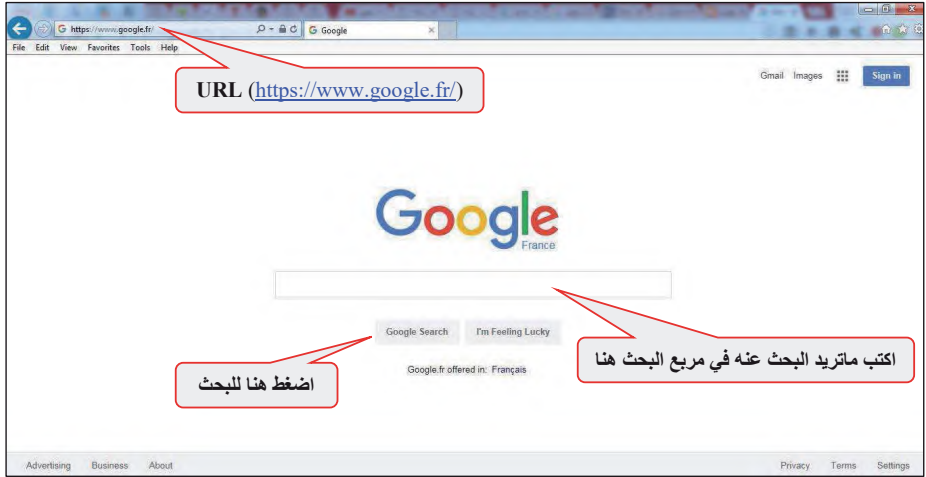 https://www.google.fr/
G Google
File Edit View Favorites Tools Help
URL (https://www.google.fr/)
Gmail Images Sign in
Google
France
Google Search I'm Feeling Lucky
اكتب ماتريد البحث عنه في مربع البحث هنا
Google.fr offered in: Français
اضغط هنا للبحث
Advertising Business About Privacy Terms Settings